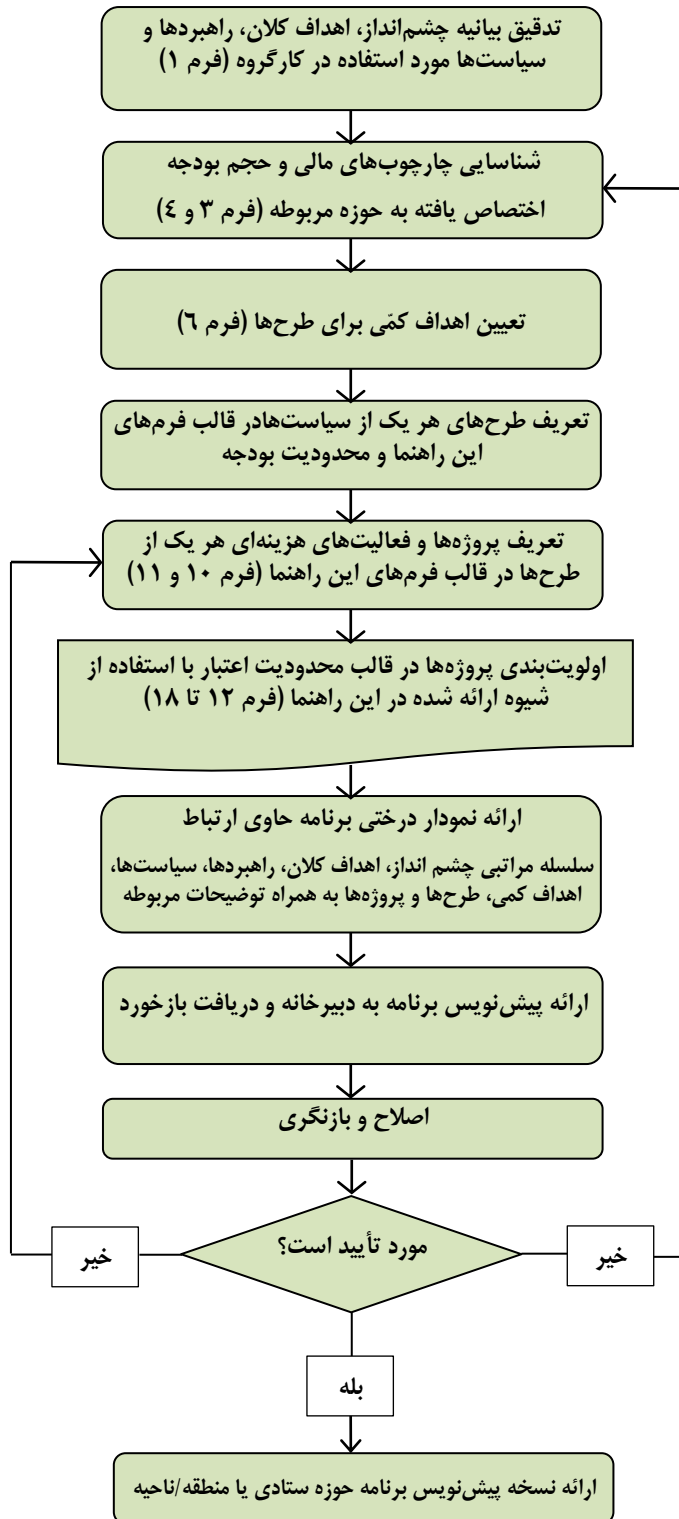 تدقیق بیانیه چشم‌انداز، اهداف کلان، راهبردها و
سیاست‌ها مورد استفاده در کارگروه (فرم ۱)
شناسایی چارچوب‌های مالی و حجم بودجه
اختصاص یافته به حوزه مربوطه (فرم ۳ و ٤)
تعیین اهداف کمّی برای طرح‌ها (فرم ٦)
تعریف طرح‌های هر یک از سیاست‌هادر قالب فرم‌های
این راهنما و محدودیت بودجه
تعریف پروژه‌ها و فعالیت‌های هزینه‌ای هر یک از
طرح‌ها در قالب فرم‌های این راهنما (فرم ۱۰ و ۱۱)
اولویت‌بندی پروژه‌ها در قالب محدودیت اعتبار با استفاده از
شیوه ارائه شده در این راهنما (فرم ۱۲ تا ۱۸)
ارائه نمودار درختی برنامه حاوی ارتباط
سلسله مراتبی چشم انداز، اهداف کلان، راهبردها، سیاست‌ها،
اهداف کمی، طرح‌ها و پروژه‌ها به همراه توضیحات مربوطه
ارائه پیش‌نویس برنامه به دبیرخانه و دریافت بازخورد
اصلاح و بازنگری
مورد تأیید است؟
خیر
خیر
بله
ارائه نسخه پیش‌نویس برنامه حوزه ستادی یا منطقه/ناحیه